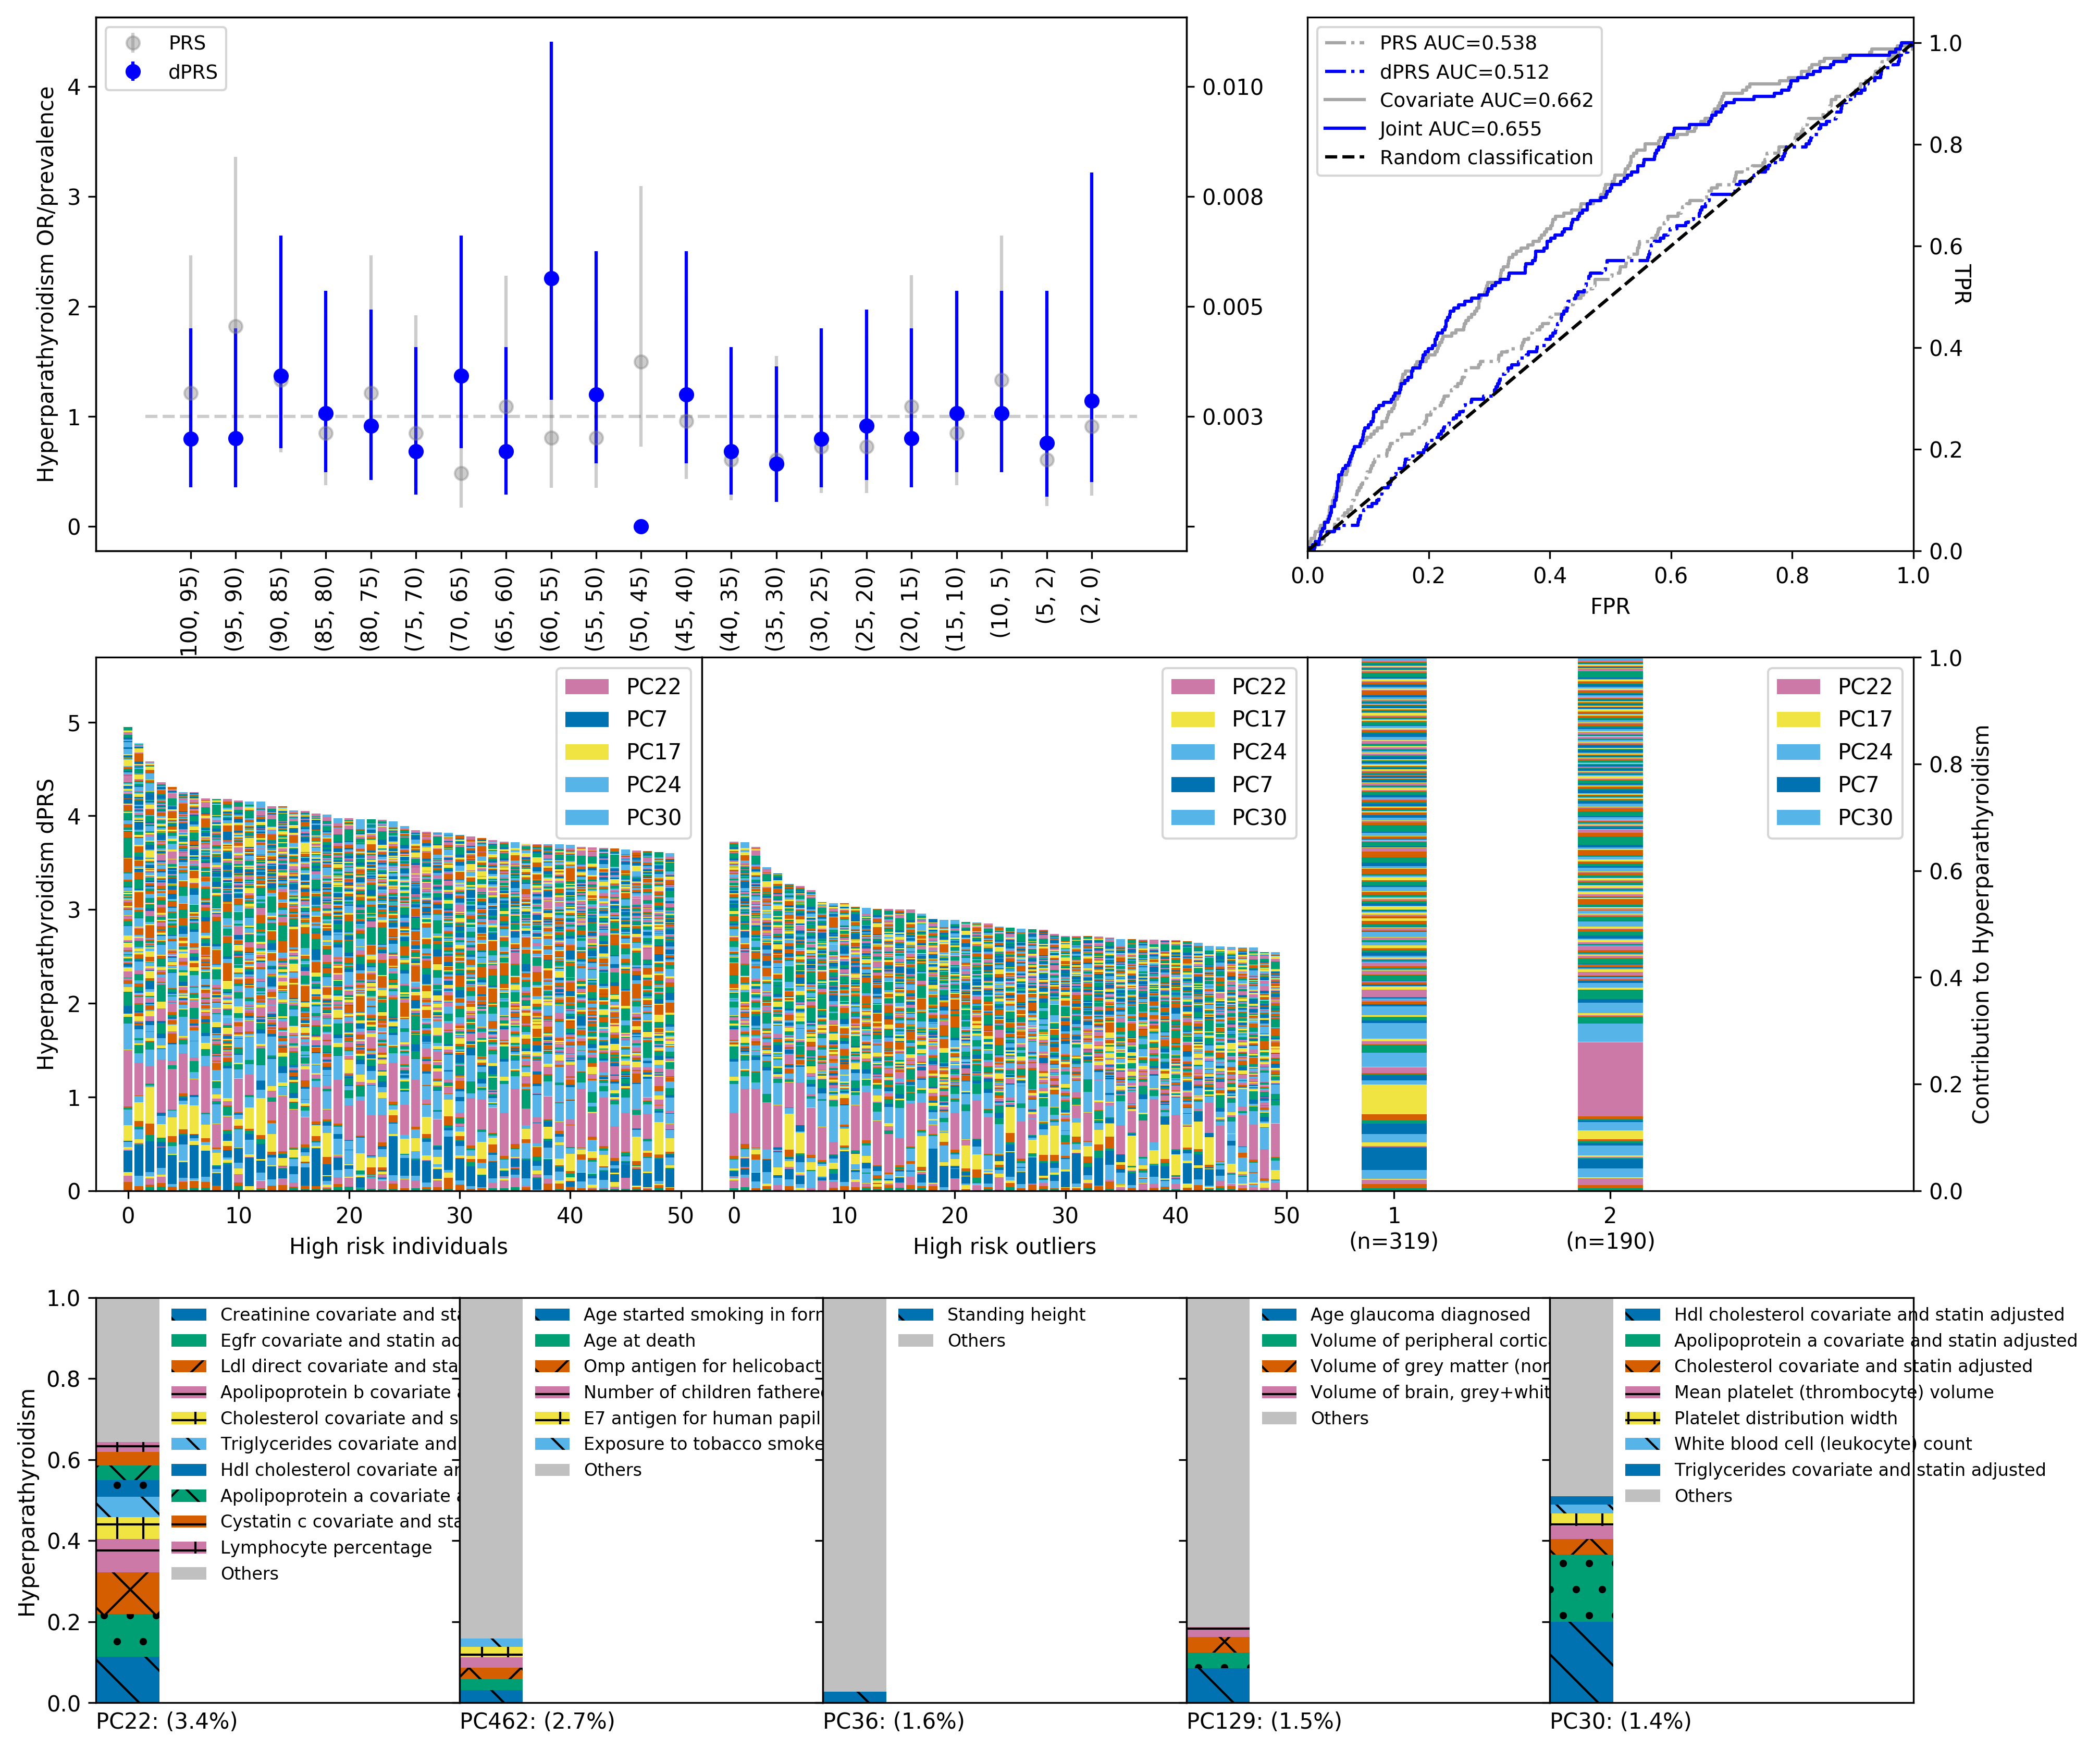 PRS
dPRS
Hyperparathyroidism OR/prevalence
4
3
2
1
0
0.010
0.008
0.005
0.003
100, 95)
(95, 90)
(90, 85)
(85, 80)
(80, 75)
(75, 70)
(70, 65)
(65, 60)
(60, 55)
(55, 50)
(50, 45)
(45, 40)
(40, 35)
(35, 30)
(30, 25)
(25, 20)
(20, 15)
(15, 10)
(10, 5)
(5, 2)
(2, 0)
PRS AUC=0.538
dPRS AUC=0.512
Covariate AUC=0.662
Joint AUC=0.655
Random classification
1.0
0.8
0.6
0.4
0.2
0.0
TPR
0.0 0.2 0.4 0.6 0.8 1.0
FPR
Hyperparathyroidism dPRS
5
4
3
2
1
0
PC22
PC7
PC17
PC24
PC30
0 10 20 30 40 50
High risk individuals
PC22
PC17
PC24
PC7
PC30
0 10 20 30 40 50
High risk outliers
PC22
PC17
PC24
PC7
PC30
1
(n=319)
2
(n=190)
1.0
0.8
0.6
0.4
0.2
0.0
Contribution to Hyperparathyroidism
Hyperparathyroidism
1.0
0.8
0.6
0.4
0.2
0.0
Creatinine covariate and sta
Egfr covariate and statin ad
Ldl direct covariate and sta
Apolipoprotein b covariate a
Cholesterol covariate and s
Triglycerides covariate and
Hdl cholesterol covariate ar
Apolipoprotein a covariate a
Cystatin c covariate and sta
Lymphocyte percentage
Others
PC22: (3.4%)
Age started smoking in forr
Age at death
Omp antigen for helicobact
Number of children fathere
E7 antigen for human papil
Exposure to tobacco smoke
Others
PC462: (2.7%)
Standing height
Others
PC36: (1.6%)
Age glaucoma diagnosed
Volume of peripheral cortic
Volume of grey matter (nor
Volume of brain, grey+whit
Others
PC129: (1.5%)
Hdl cholesterol covariate and statin adjusted
Apolipoprotein a covariate and statin adjusted
Cholesterol covariate and statin adjusted
Mean platelet (thrombocyte) volume
Platelet distribution width
White blood cell (leukocyte) count
Triglycerides covariate and statin adjusted
Others
PC30: (1.4%)